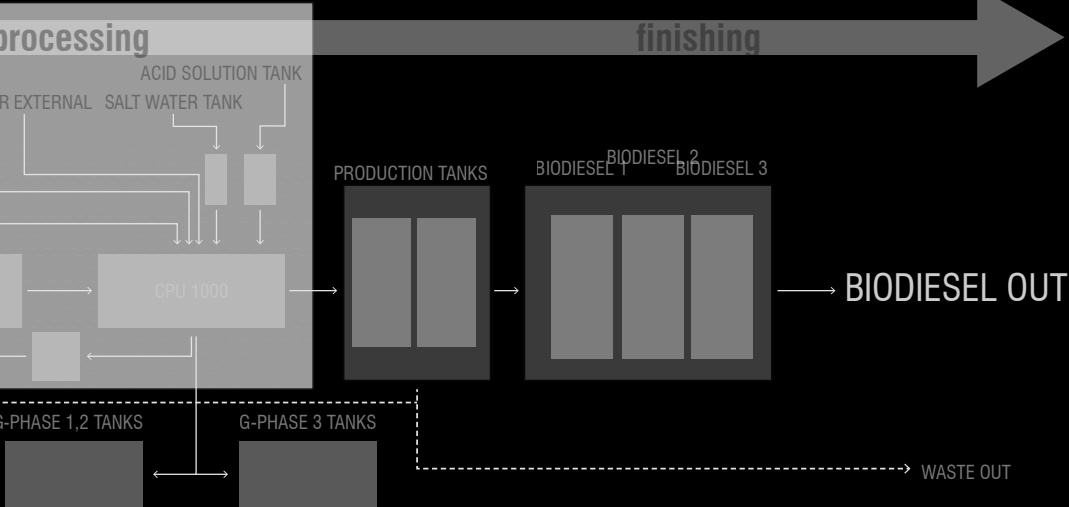 processing
finishing
ACID SOLUTION TANK
R EXTERNAL
SALT WATER TANK
PRODUCTION TANKS
BIODIESEL 1
BIODIESEL 2
BIODIESEL 3
CPU 1000
BIODIESEL OUT
G-PHASE 1,2 TANKS
G-PHASE 3 TANKS
WASTE OUT